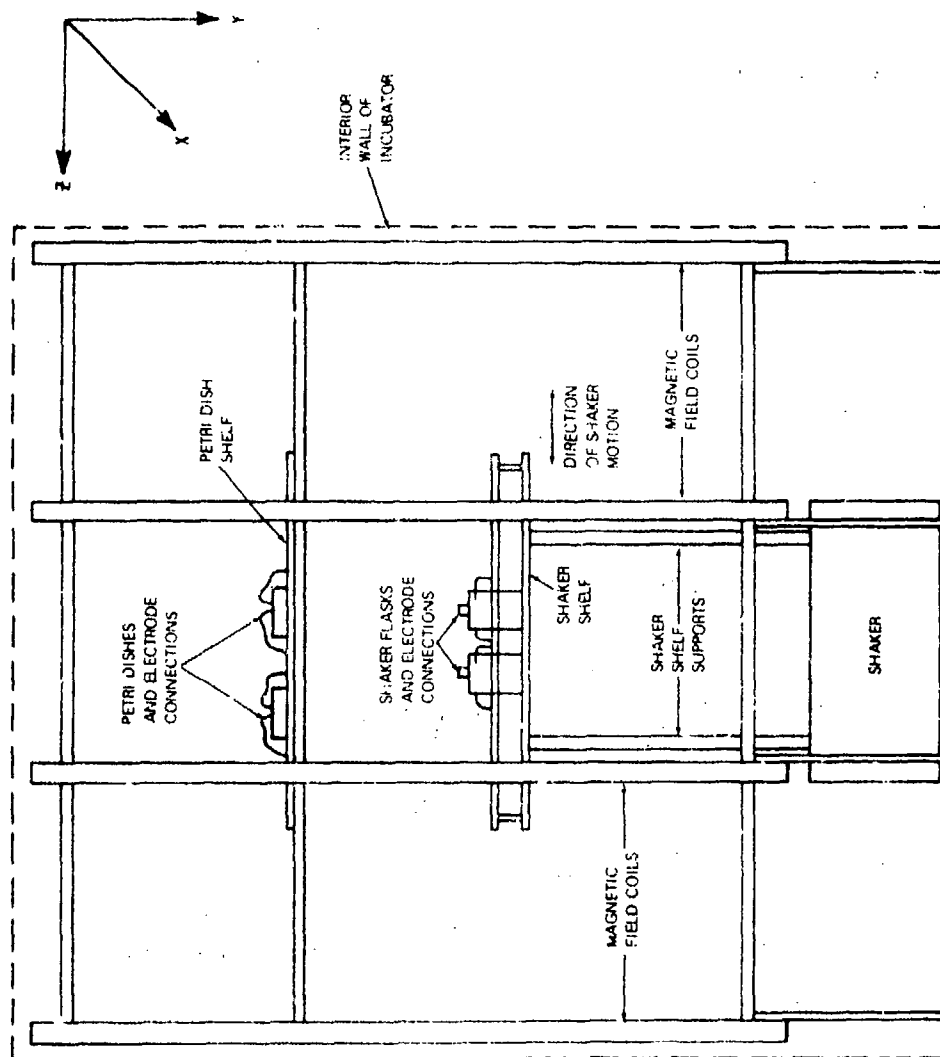 Z
X
Y
INTERIOR
WALL OF
INCUBATOR
PETRI DISHES
AND ELECTRODE
CONNECTIONS
PETRI DISH
SHELF
SHAKER FLASKS
AND ELECTRODE
CONNECTIONS
DIRECTION
OF SHAKER
MOTION
SHAKER
SHELF
MAGNETIC
FIELD COILS
SHAKER
SHELF
SUPPORTS
MAGNETIC
FIELD COILS
SHAKER